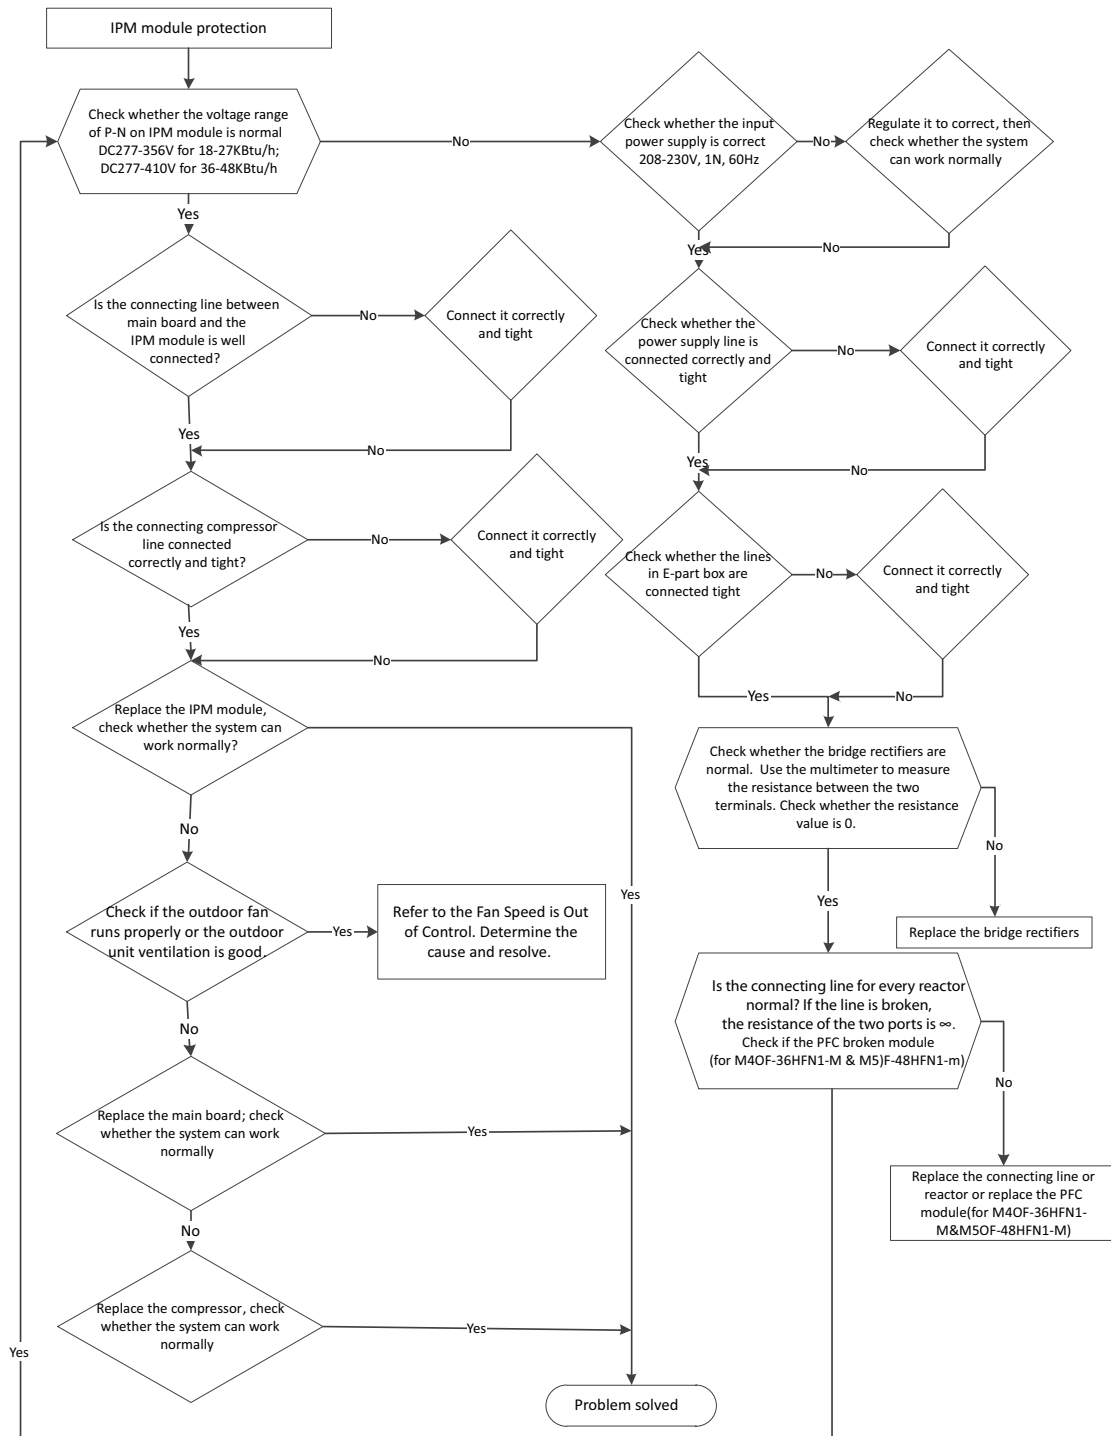 IPM module protection
Check whether the voltage range
of P-N on IPM module is normal
DC277-356V for 18-27KBtu/h;
DC277-410V for 36-48KBtu/h
No
Check whether the input
power supply is correct
208-230V, 1N, 60Hz
No
Regulate it to correct, then
check whether the system
can work normally
Yes
Yes
No
Is the connecting line between
main board and the
IPM module is well
connected?
No
Connect it correctly
and tight
Check whether the
power supply line is
connected correctly and
tight
No
Connect it correctly
and tight
Yes
No
Yes
No
Is the connecting compressor
line connected
correctly and tight?
No
Connect it correctly
and tight
Check whether the lines
in E-part box are
connected tight
No
Connect it correctly
and tight
Yes
No
Yes
No
Replace the IPM module,
check whether the system can
work normally?
Check whether the bridge rectifiers are
normal.  Use the multimeter to measure
the resistance between the two
terminals. Check whether the resistance
value is 0.
No
No
Yes
Yes
Replace the bridge rectifiers
Check if the outdoor fan
runs properly or the outdoor
unit ventilation is good.
Yes
Refer to the Fan Speed is Out
of Control. Determine the
cause and resolve.
Is the connecting line for every reactor
normal? If the line is broken,
the resistance of the two ports is ∞.
Check if the PFC broken module
(for M4OF-36HFN1-M & M5)F-48HFN1-m)
No
No
Replace the main board; check
whether the system can work
normally
Yes
Replace the connecting line or
reactor or replace the PFC
module(for M4OF-36HFN1-
M&M5OF-48HFN1-M)
No
Replace the compressor, check
whether the system can work
normally
Yes
Yes
Problem solved